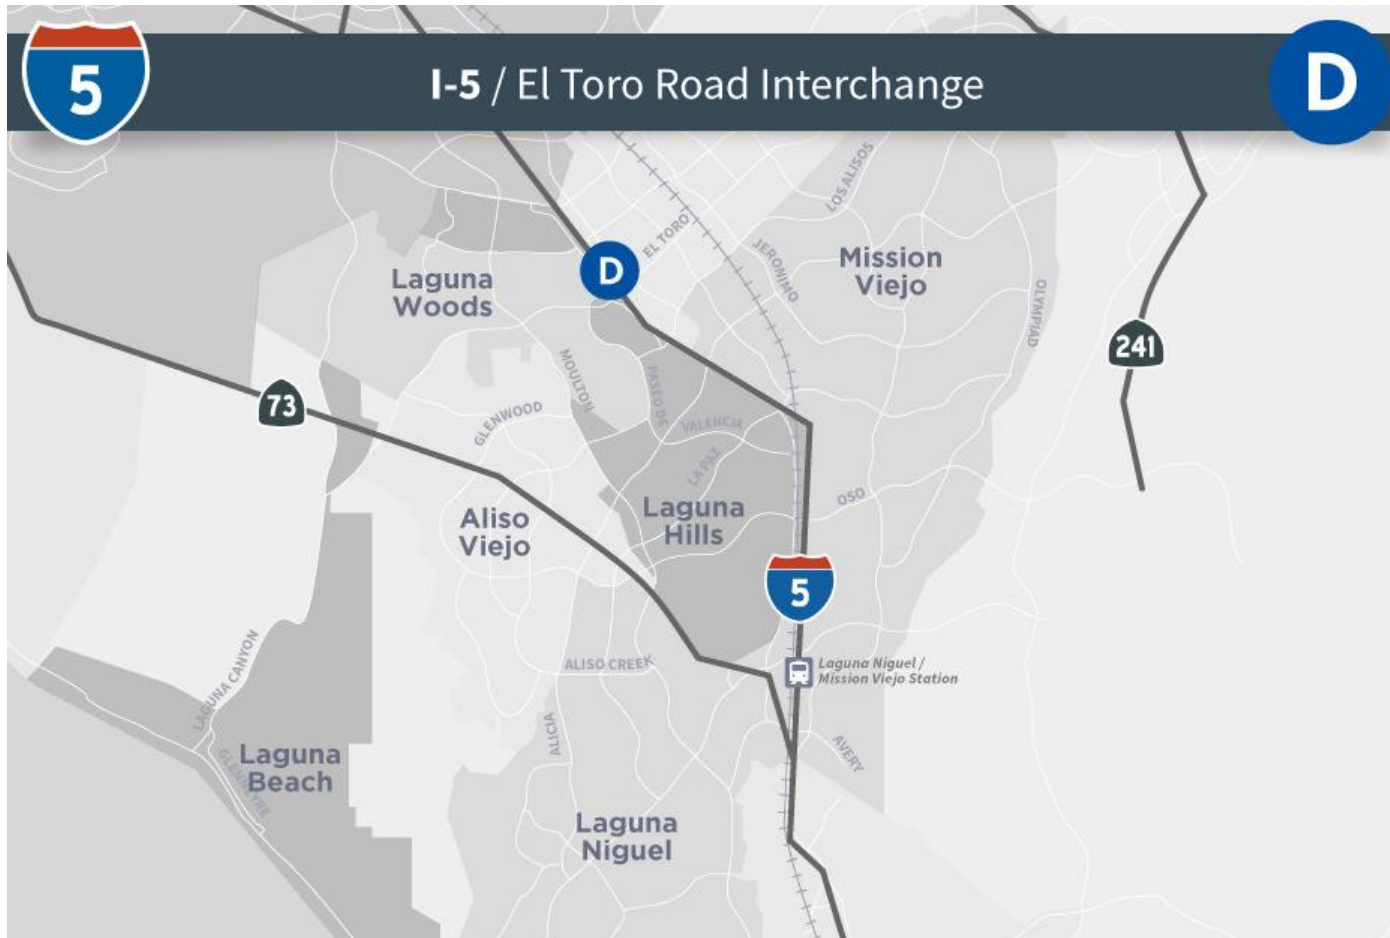 5
I-5 / El Toro Road Interchange
D
LOS ALISOS
EL TORO
JERONIMO
Mission
Viejo
D
Laguna
Woods
OLYMPIAD
241
73
MOULTON
PASEO DE
VALENCIA
GLENWOOD
LA PAZ
OSO
Laguna
Hills
Aliso
Viejo
5
ALISO CREEK
Laguna Niguel /
Mission Viejo Station
LAGUNA CANYON
ALICIA
AVERY
GLENNEYRE
Laguna
Beach
Laguna
Niguel